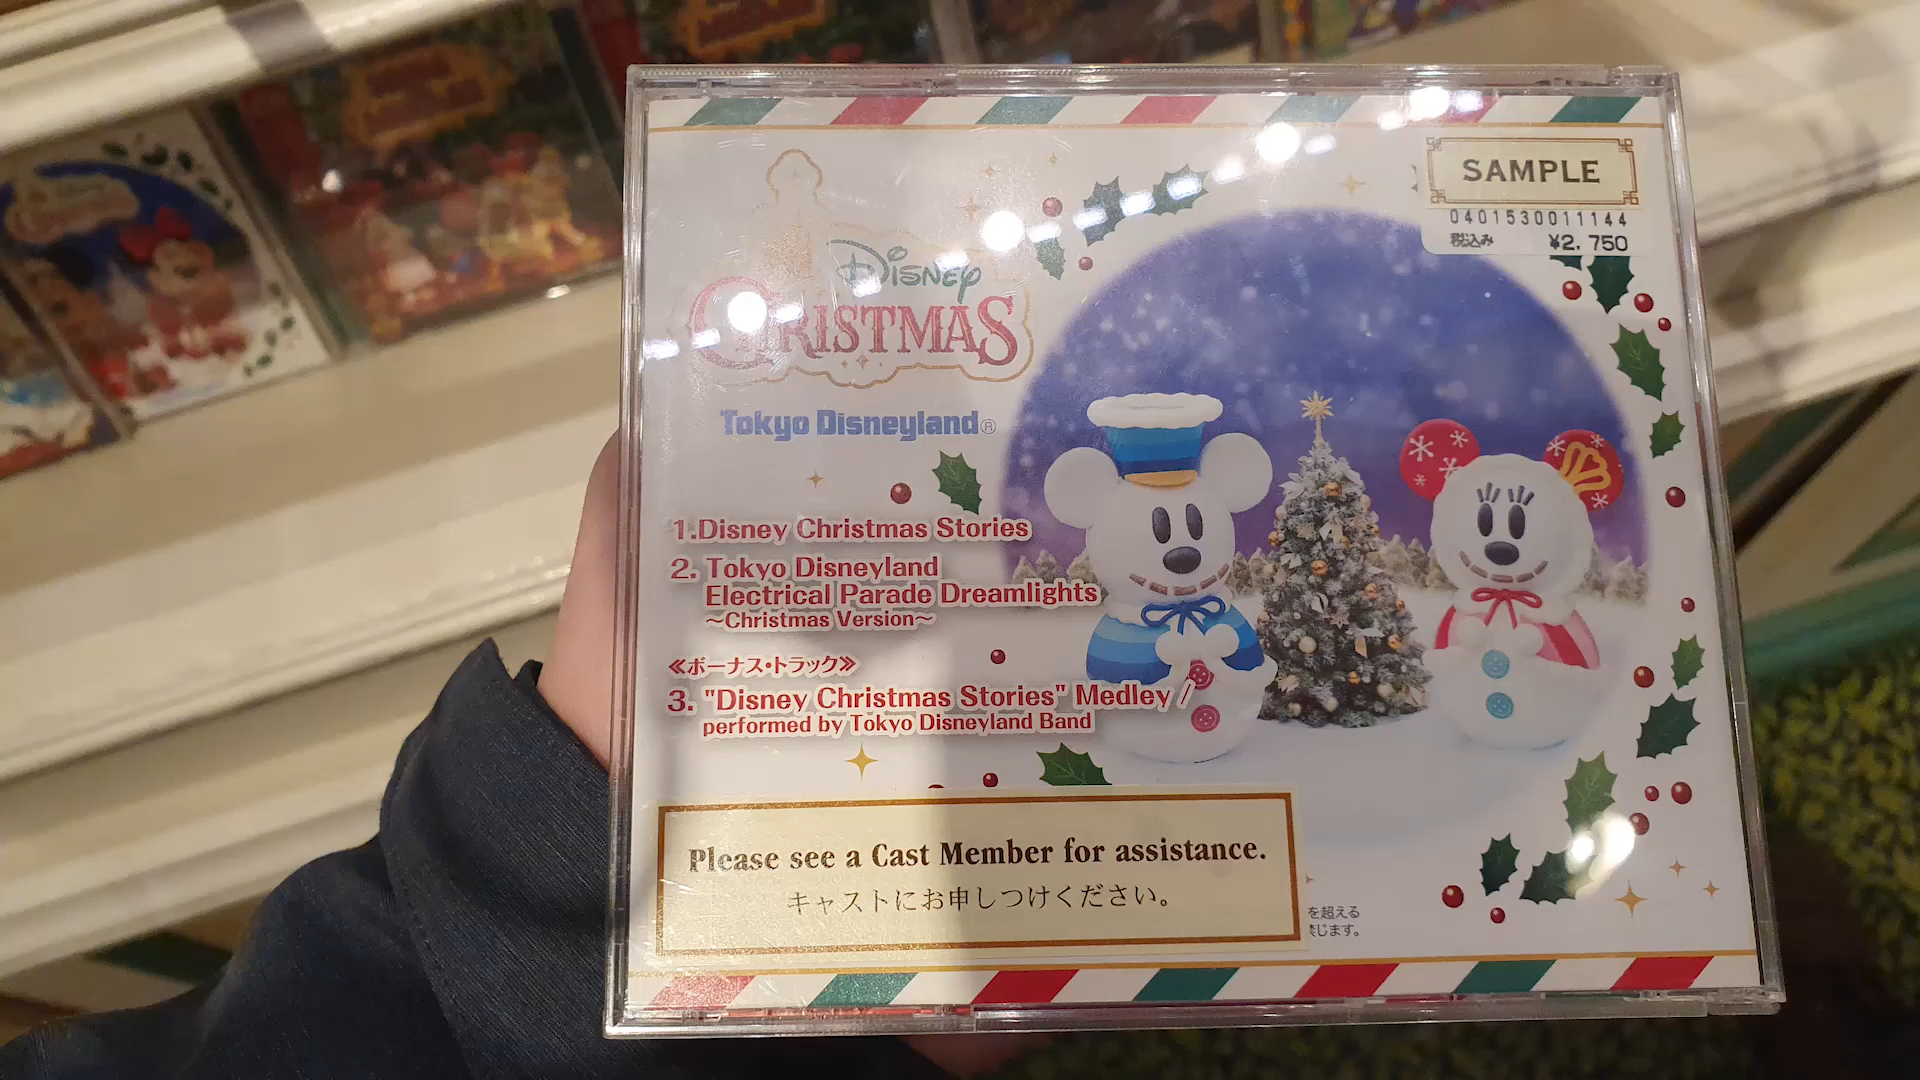 SAMPLE
0401530011144
税込み ¥2,750
Disney
CHRISTMAS
Tokyo Disneyland®
1.Disney Christmas Stories
2. Tokyo Disneyland
Electrical Parade Dreamlights
~Christmas Version~
≪ボーナス・トラック≫
3. "Disney Christmas Stories" Medley /
performed by Tokyo Disneyland Band
Please see a Cast Member for assistance.
キャストにお申しつけください。
を超える
禁じます。